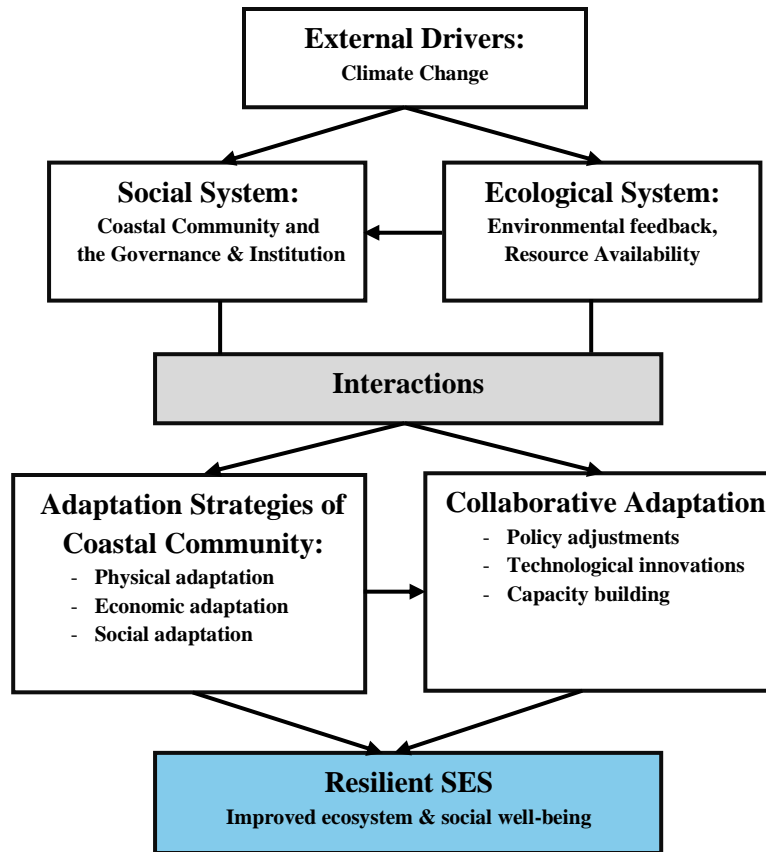 External Drivers:
Climate Change
Social System:
Coastal Community and
the Governance & Institution
Ecological System:
Environmental feedback,
Resource Availability
Interactions
Adaptation Strategies of
Coastal Community:
- Physical adaptation
- Economic adaptation
- Social adaptation
Collaborative Adaptation
- Policy adjustments
- Technological innovations
- Capacity building
Resilient SES
Improved ecosystem & social well-being